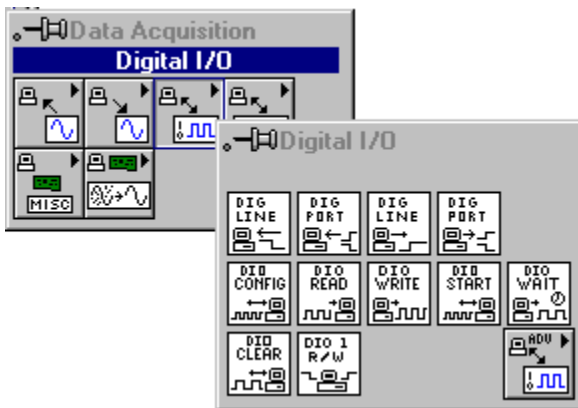 Data Acquisition
Digital I/O
MISC
Digital I/O
DIG LINE
DIG PORT
DIG LINE
DIG PORT
DIO CONFIG
DIO READ
DIO WRITE
DIO START
DIO WAIT
DIO CLEAR
DIO 1 R/W
ADV